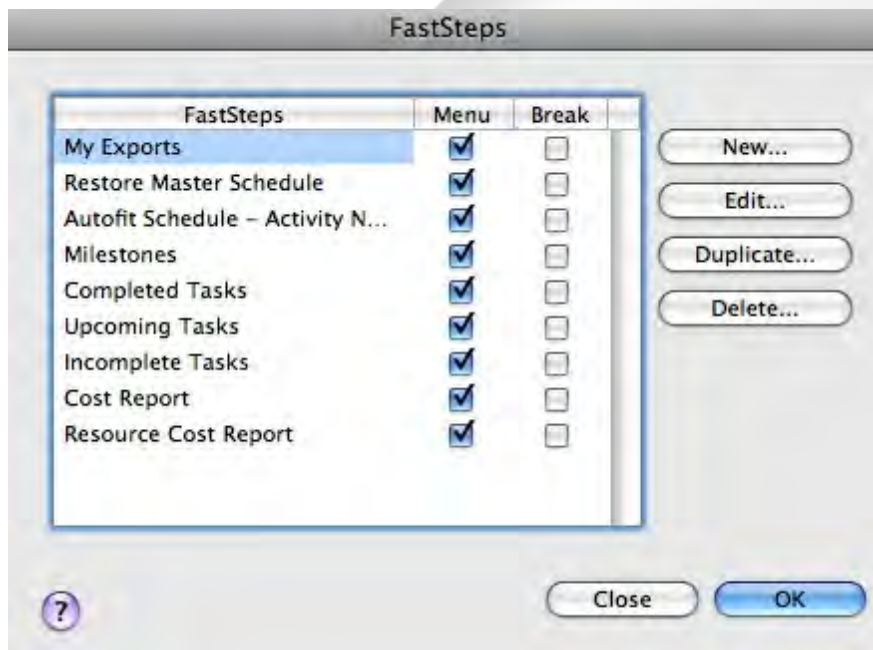 FastSteps
FastSteps Menu Break
My Exports
Restore Master Schedule
Autofit Schedule – Activity N...
Milestones
Completed Tasks
Upcoming Tasks
Incomplete Tasks
Cost Report
Resource Cost Report
New...
Edit...
Duplicate...
Delete...
?
Close OK